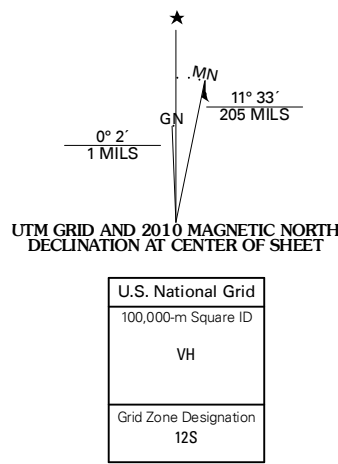 ★
MN
GN
11° 33´
205 MILS
0° 2´
1 MILS
UTM GRID AND 2010 MAGNETIC NORTH
DECLINATION AT CENTER OF SHEET
U.S. National Grid
100,000-m Square ID
VH
Grid Zone Designation
12S